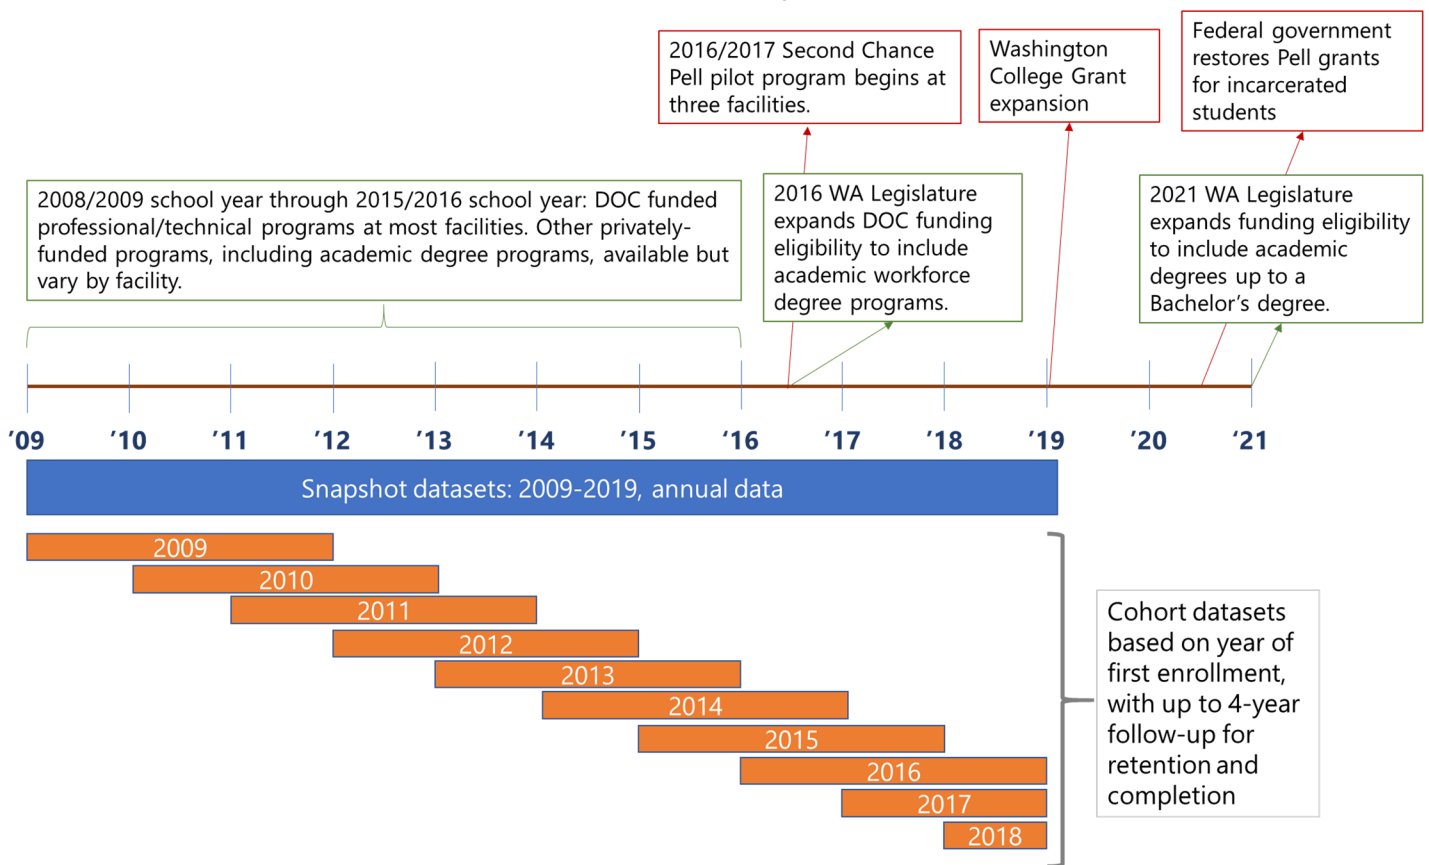 2016/2017 Second Chance
Pell pilot program begins at
three facilities.
Washington
College Grant
expansion
Federal government
restores Pell grants
for incarcerated
students
2008/2009 school year through 2015/2016 school year: DOC funded
professional/technical programs at most facilities. Other privately-
funded programs, including academic degree programs, available but
vary by facility.
2016 WA Legislature
expands DOC funding
eligibility to include
academic workforce
degree programs.
2021 WA Legislature
expands funding eligibility
to include academic
degrees up to a
Bachelor’s degree.
’09 ’10 ’11 ’12 ’13 ’14 ’15 ‘16 ’17 ’18 ’19 ’20 ‘21
Snapshot datasets: 2009-2019, annual data
2009
2010
2011
2012
2013
2014
2015
2016
2017
2018
Cohort datasets
based on year of
first enrollment,
with up to 4-year
follow-up for
retention and
completion